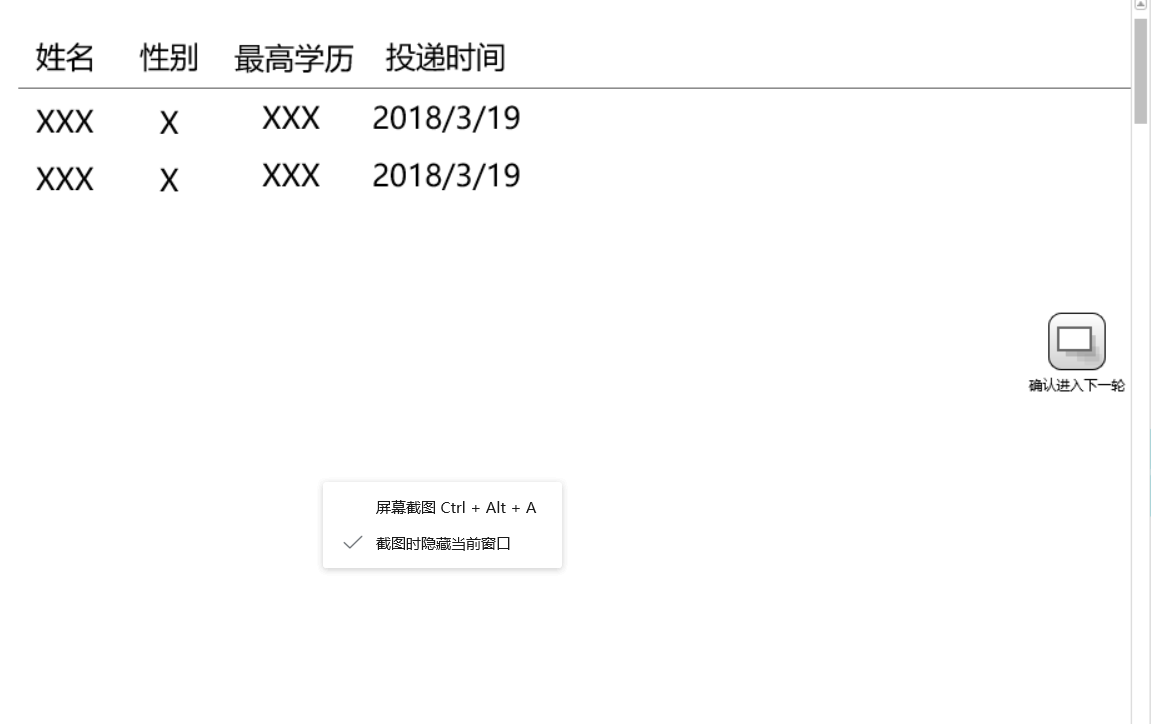 姓名 性别 最高学历 投递时间
XXX X XXX 2018/3/19
XXX X XXX 2018/3/19
确认进入下一轮
屏幕截图 Ctrl + Alt + A
截图时隐藏当前窗口